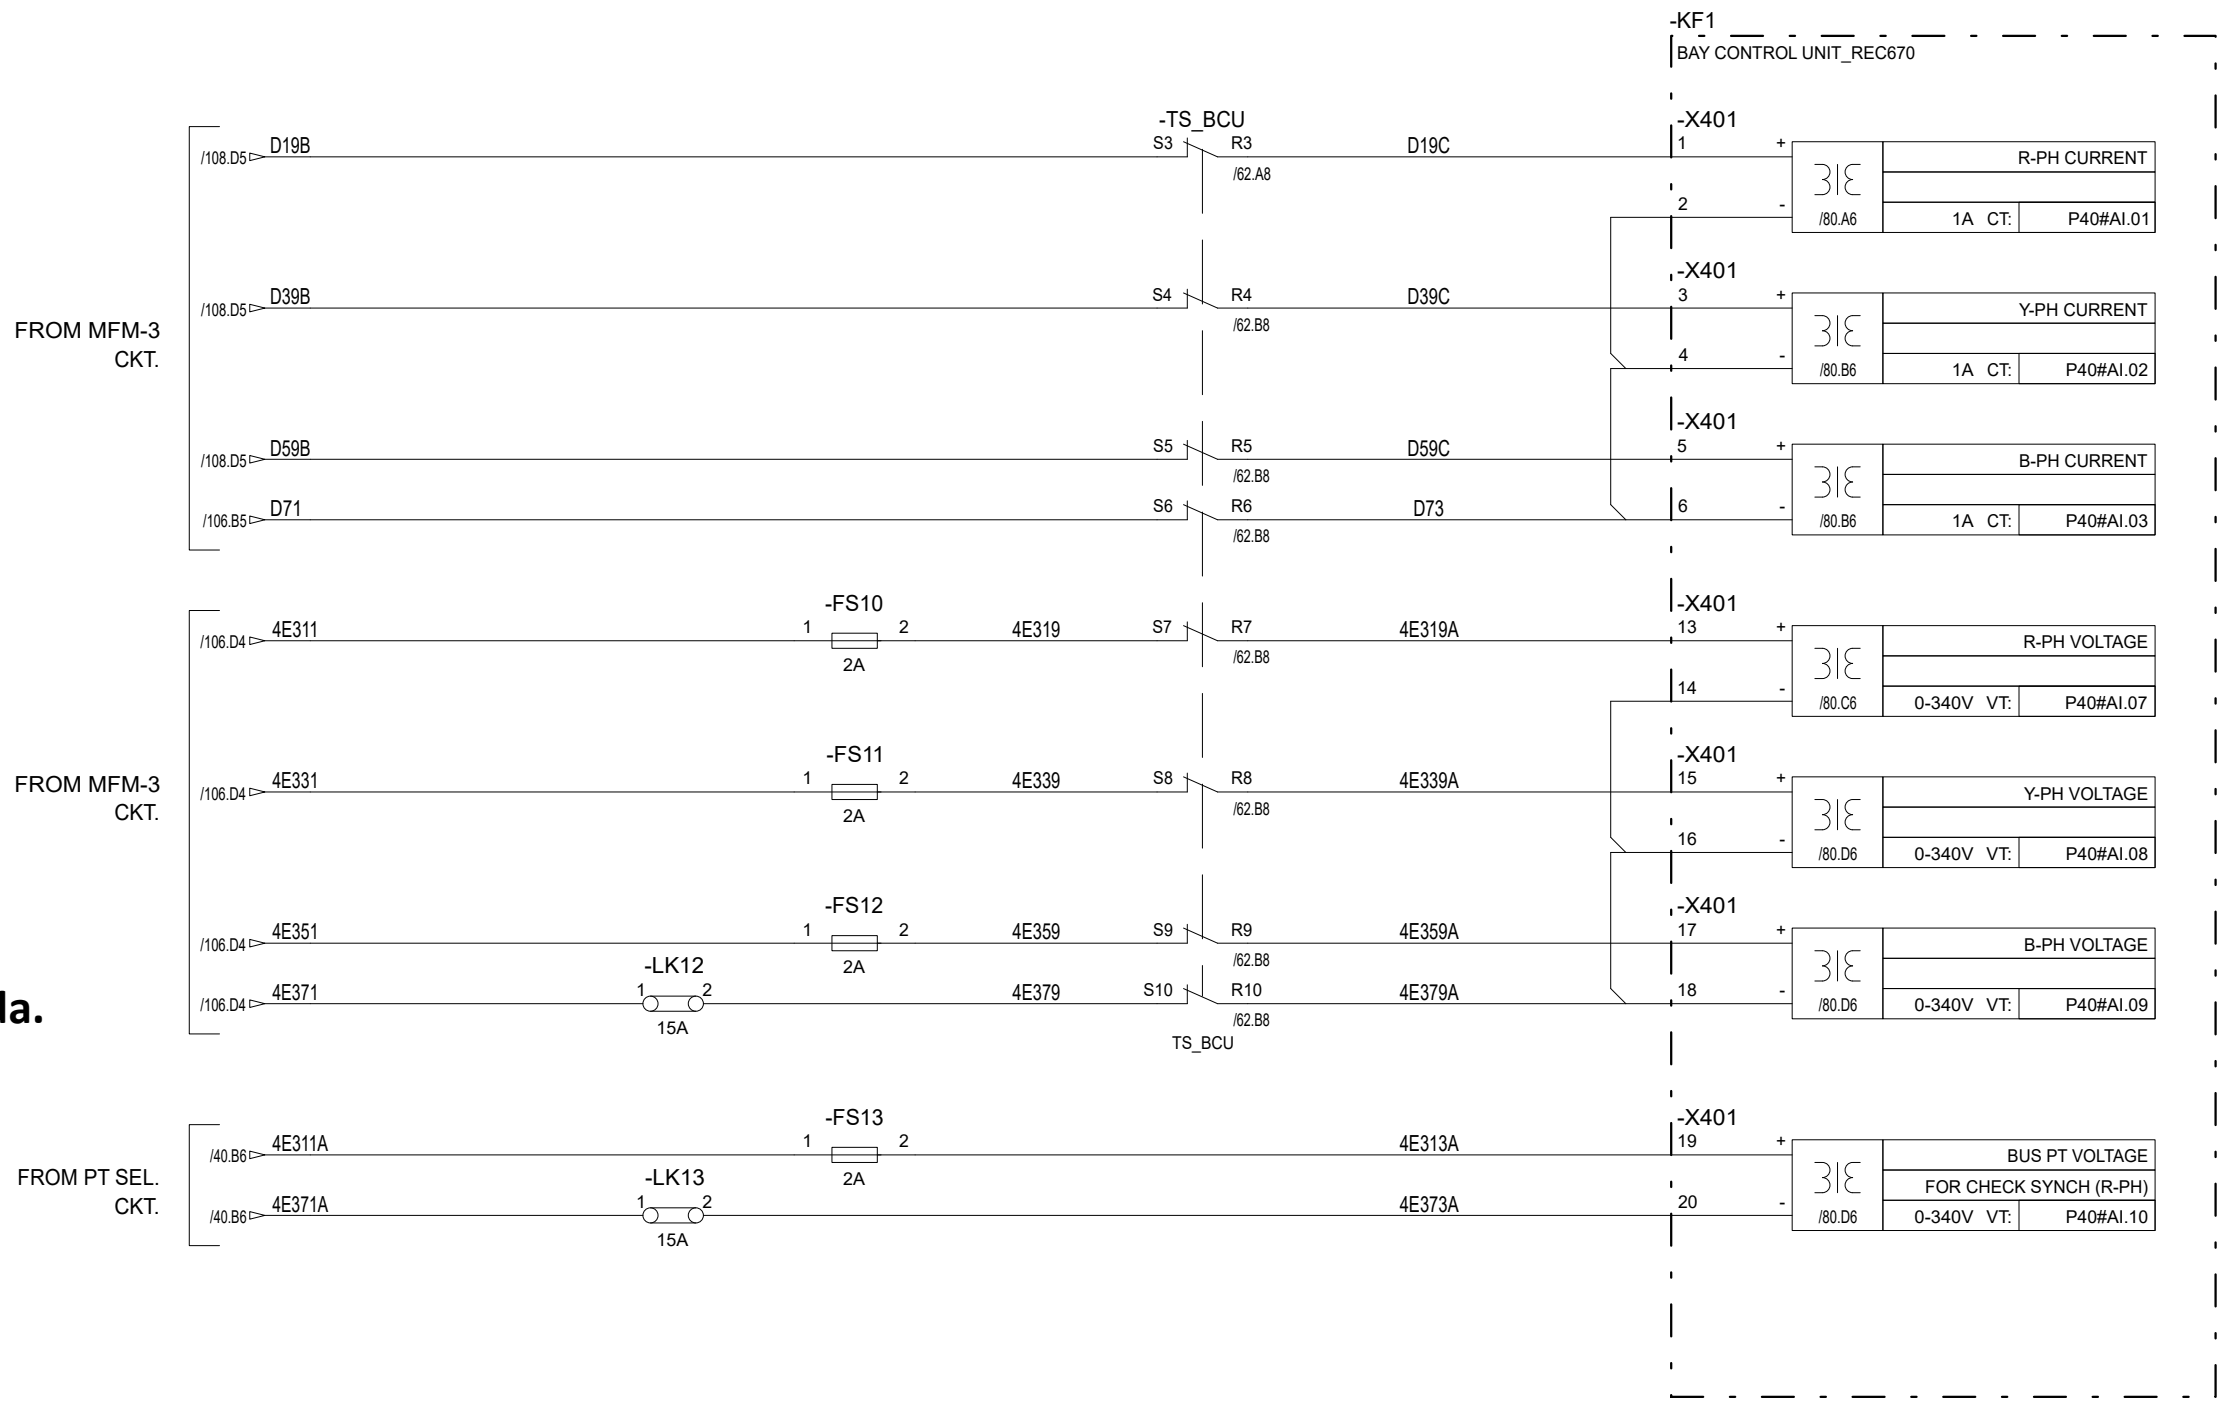 -KF1
BAY CONTROL UNIT_REC670
-TS_BCU
-X401
/108.D5 D19B S3 R3 D19C 1 + R-PH CURRENT
/62.A8
2 - /80.A6 1A CT: P40#AI.01
-X401
/108.D5 D39B S4 R4 D39C 3 + Y-PH CURRENT
/62.B8
FROM MFM-3
CKT.
4 - /80.B6 1A CT: P40#AI.02
-X401
/108.D5 D59B S5 R5 D59C 5 + B-PH CURRENT
/62.B8
/106.B5 D71 S6 R6 D73 6 - /80.B6 1A CT: P40#AI.03
/62.B8
-FS10 -X401
/106.D4 4E311 1 2 4E319 S7 R7 4E319A 13 + R-PH VOLTAGE
2A /62.B8
14 - /80.C6 0-340V VT: P40#AI.07
-FS11 -X401
/106.D4 4E331 1 2 4E339 S8 R8 4E339A 15 + Y-PH VOLTAGE
2A /62.B8
FROM MFM-3
CKT.
16 - /80.D6 0-340V VT: P40#AI.08
-FS12 -X401
/106.D4 4E351 1 2 4E359 S9 R9 4E359A 17 + B-PH VOLTAGE
2A /62.B8
-LK12
da.
/106.D4 4E371 1 2 4E379 S10 R10 4E379A 18 - /80.D6 0-340V VT: P40#AI.09
15A /62.B8
TS_BCU
-FS13 -X401
/40.B6 4E311A 1 2 4E313A 19 + BUS PT VOLTAGE
2A
FROM PT SEL.
CKT.
-LK13
FOR CHECK SYNCH (R-PH)
/40.B6 4E371A 1 2 4E373A 20 - /80.D6 0-340V VT: P40#AI.10
15A